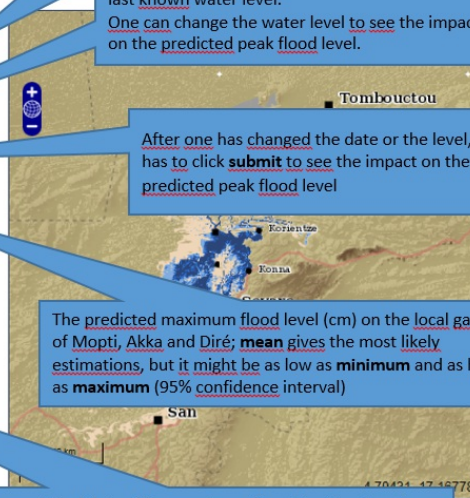 last known water level.
One can change the water level to see the impac
on the predicted peak flood level.
Tombouctou
After one has changed the date or the level,
has to click submit to see the impact on the
predicted peak flood level
Korientze
Konna
The predicted maximum flood level (cm) on the local ga
of Mopti, Akka and Diré; mean gives the most likely
estimations, but it might be as low as minimum and as
as maximum (95% confidence interval)
San
km